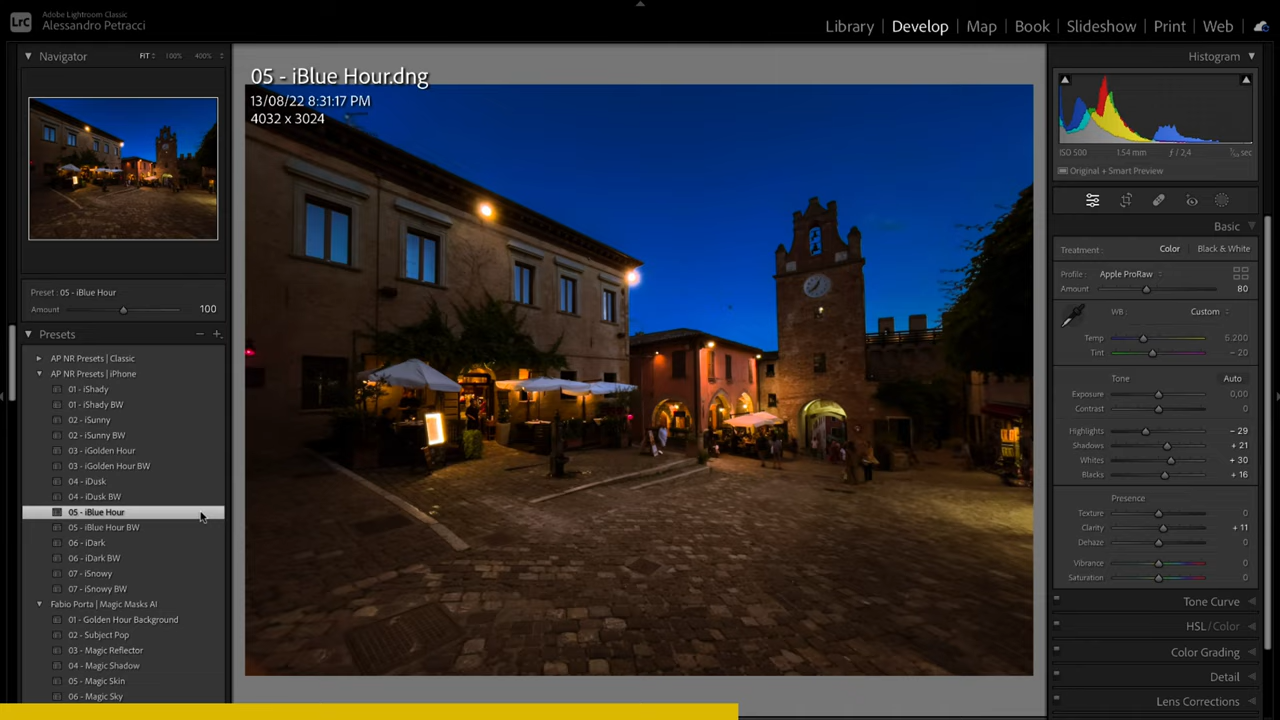 LrC
Adobe Lightroom Classic
Alessandro Petracci
Library | Develop | Map | Book | Slideshow | Print | Web
Navigator
FIT
100%
400%
Preset : 05 - iBlue Hour
Amount
100
Presets
AP NR Presets | Classic
AP NR Presets | iPhone
01 - iShady
01 - iShady BW
02 - iSunny
02 - iSunny BW
03 - iGolden Hour
03 - iGolden Hour BW
04 - iDusk
04 - iDusk BW
05 - iBlue Hour
05 - iBlue Hour BW
06 - iDark
06 - iDark BW
07 - iSnowy
07 - iSnowy BW
Fabio Porta | Magic Masks AI
01 - Golden Hour Background
02 - Subject Pop
03 - Magic Reflector
04 - Magic Shadow
05 - Magic Skin
06 - Magic Sky
05 - iBlue Hour.dng
13/08/22 8:31:17 PM
4032 x 3024
Histogram
ISO 500
1.54 mm
ƒ / 2,4
sec
Original + Smart Preview
Basic
Treatment :
Color
Black & White
Profile :
Apple ProRaw
Amount
80
WB :
Custom
Temp
6.200
Tint
− 20
Tone
Auto
Exposure
0,00
Contrast
0
Highlights
− 29
Shadows
+ 21
Whites
+ 30
Blacks
+ 16
Presence
Texture
0
Clarity
+ 11
Dehaze
0
Vibrance
0
Saturation
0
Tone Curve
HSL / Color
Color Grading
Detail
Lens Corrections